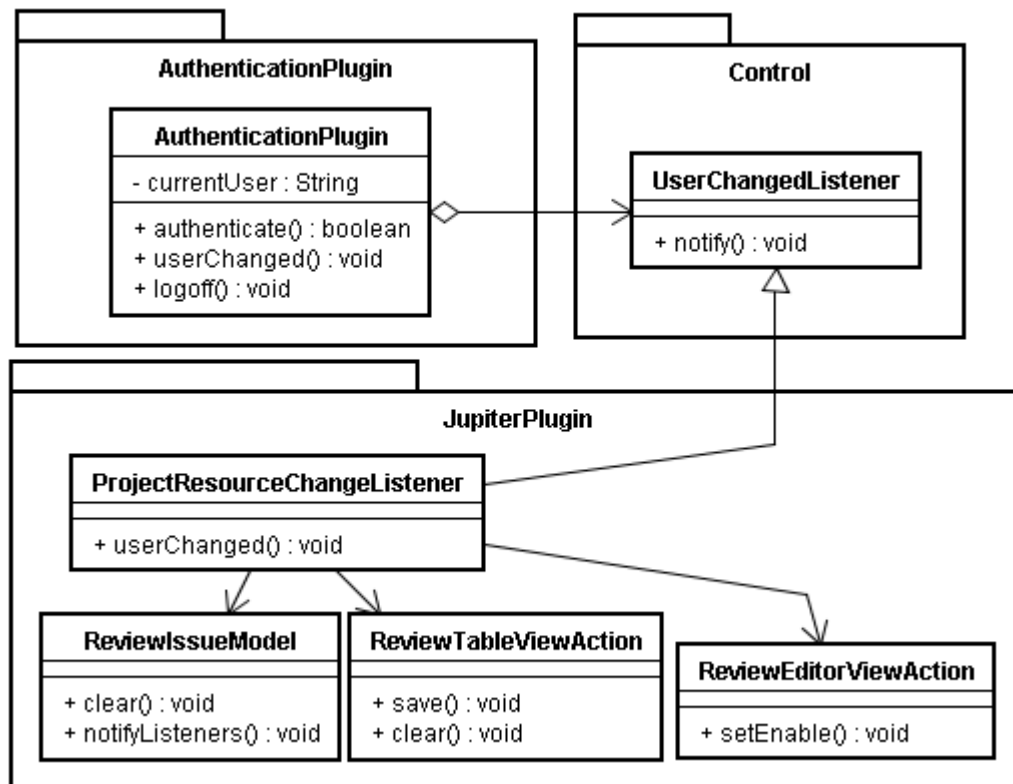 AuthenticationPlugin
AuthenticationPlugin
- currentUser : String
+ authenticate() : boolean
+ userChanged() : void
+ logoff() : void
Control
UserChangedListener
+ notify() : void
JupiterPlugin
ProjectResourceChangeListener
+ userChanged() : void
ReviewIssueModel
+ clear() : void
+ notifyListeners() : void
ReviewTableViewAction
+ save() : void
+ clear() : void
ReviewEditorViewAction
+ setEnable() : void